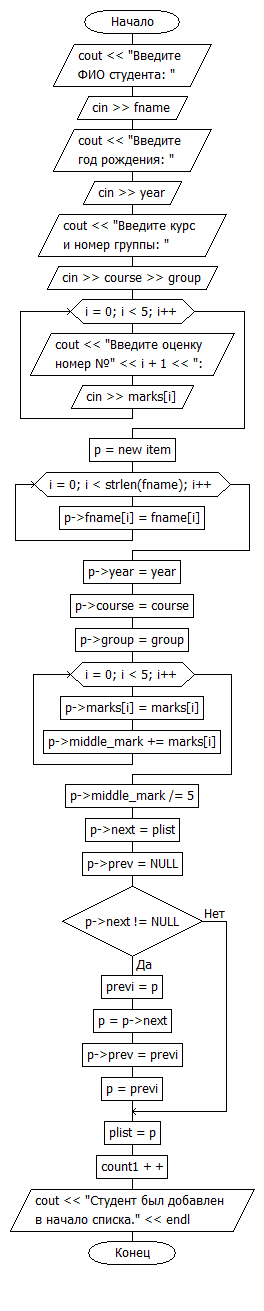 Начало
cout << "Введите
ФИО студента: "
cin >> fname
cout << "Введите
год рождения: "
cin >> year
cout << "Введите курс
и номер группы: "
cin >> course >> group
i = 0; i < 5; i++
cout << "Введите оценку
номер №" << i + 1 << ":
cin >> marks[i]
p = new item
i = 0; i < strlen(fname); i++
p->fname[i] = fname[i]
p->year = year
p->course = course
p->group = group
i = 0; i < 5; i++
p->marks[i] = marks[i]
p->middle_mark += marks[i]
p->middle_mark /= 5
p->next = plist
p->prev = NULL
p->next != NULL
Нет
Да
previ = p
p = p->next
p->prev = previ
p = previ
plist = p
count1 + +
cout << "Студент был добавлен
в начало списка." << endl
Конец